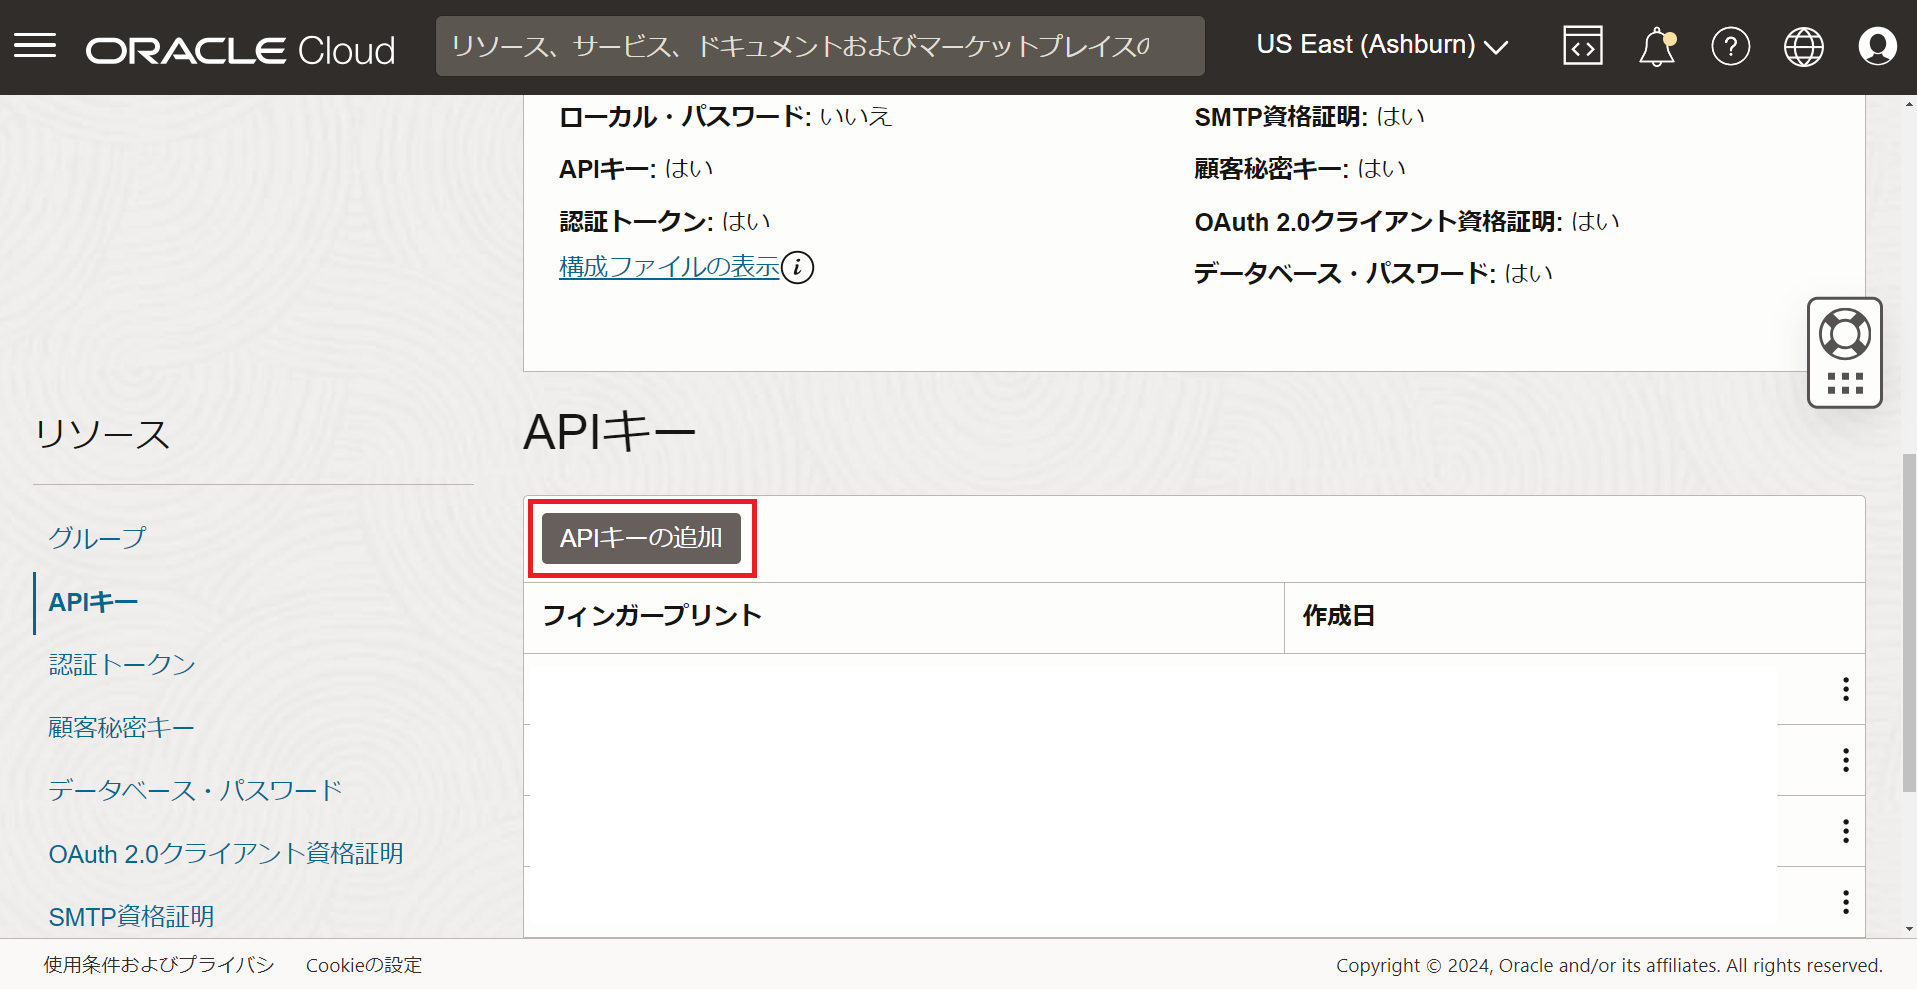 ORACLE Cloud
リソース、サービス、ドキュメントおよびマーケットプレイスの
US East (Ashburn)
ローカル・パスワード: いいえ
APIキー: はい
認証トークン: はい
構成ファイルの表示
SMTP資格証明: はい
顧客秘密キー: はい
OAuth 2.0クライアント資格証明: はい
データベース・パスワード: はい
リソース
グループ
APIキー
認証トークン
顧客秘密キー
データベース・パスワード
OAuth 2.0クライアント資格証明
SMTP資格証明
APIキー
APIキーの追加
フィンガープリント
作成日
使用条件およびプライバシ
Cookieの設定
Copyright © 2024, Oracle and/or its affiliates. All rights reserved.